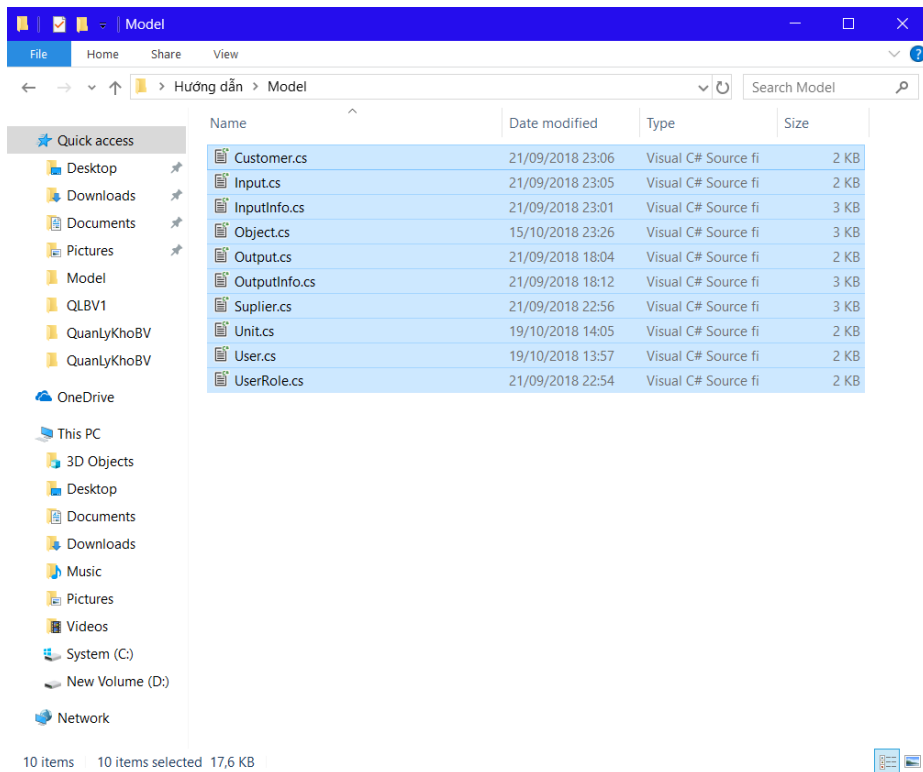 Model
File Home Share View
Hướng dẫn > Model Search Model
Name Date modified Type Size
Quick access
Desktop
Downloads
Documents
Pictures
Model
QLBV1
QuanLyKhoBV
QuanLyKhoBV
OneDrive
This PC
3D Objects
Desktop
Documents
Downloads
Music
Pictures
Videos
System (C:)
New Volume (D:)
Network
Customer.cs 21/09/2018 23:06 Visual C# Source fi 2 KB
Input.cs 21/09/2018 23:05 Visual C# Source fi 2 KB
InputInfo.cs 21/09/2018 23:01 Visual C# Source fi 3 KB
Object.cs 15/10/2018 23:26 Visual C# Source fi 3 KB
Output.cs 21/09/2018 18:04 Visual C# Source fi 2 KB
OutputInfo.cs 21/09/2018 18:12 Visual C# Source fi 3 KB
Suplier.cs 21/09/2018 22:56 Visual C# Source fi 3 KB
Unit.cs 19/10/2018 14:05 Visual C# Source fi 2 KB
User.cs 19/10/2018 13:57 Visual C# Source fi 2 KB
UserRole.cs 21/09/2018 22:54 Visual C# Source fi 2 KB
10 items 10 items selected 17,6 KB